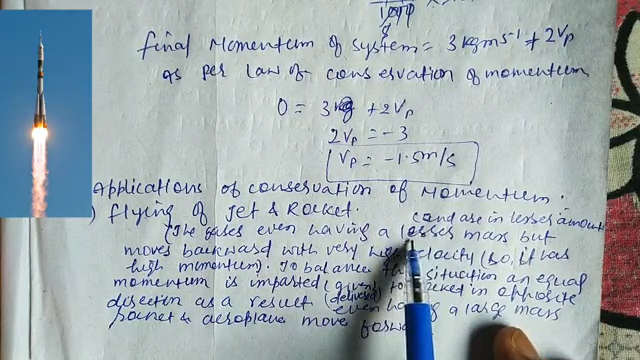 1000
8
final Momentum of system = 3 kgms⁻¹ + 2Vp
as per law of conservation of momentum
0 = 3 + 2Vp
2Vp = -3
Vp = -1.5m/s
Applications of conservation of Momentum.
) flying of Jet & Rocket.
(and are in lesser amount
(The gases even having a lesser mass but
moves backward with very high velocity (so, it has
high momentum). To balance this situation an equal
momentum is imparted (given) to rocket in opposite
direction as a result (delivered) even having a large mass
rocket & aeroplane move forward